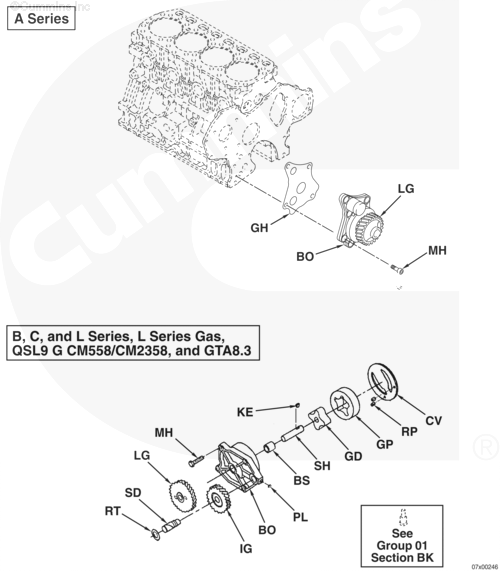 ©Cummins Inc
A Series
Cummins
LG
GH
BO
MH
B, C, and L Series, L Series Gas,
QSL9 G CM558/CM2358, and GTA8.3
KE
CV
RP
GP
MH
GD
LG
SH
BS
SD
PL
RT
BO
IG
®
See
Group 01
Section BK
07x00246